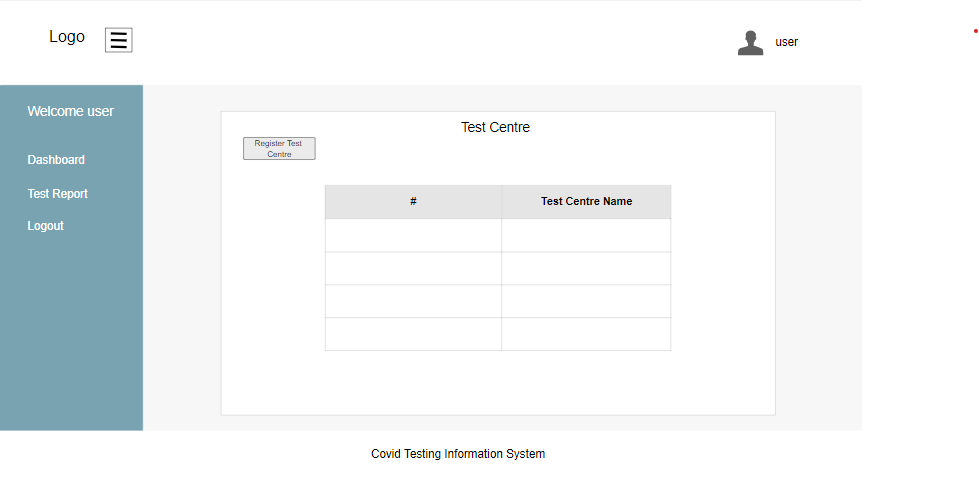 Logo
user
Welcome user
Dashboard
Test Report
Logout
Test Centre
Register Test
Centre
# Test Centre Name
Covid Testing Information System